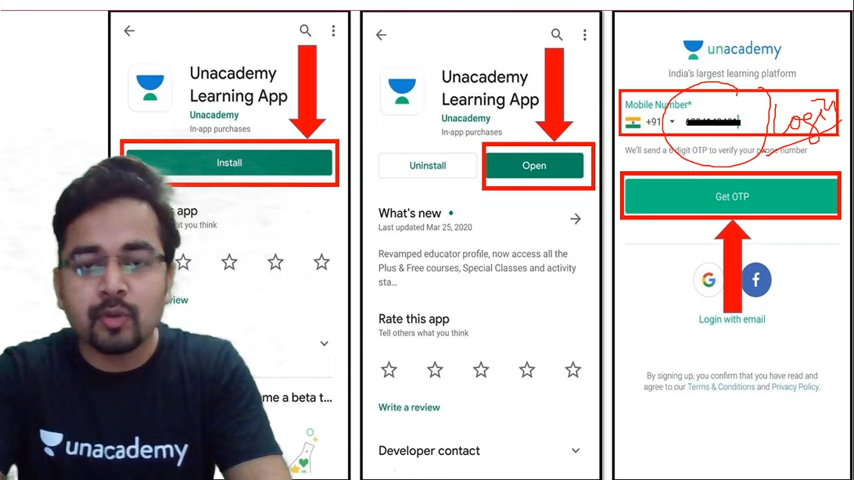 Unacademy
Learning App
Unacademy
In-app purchases
Install
s app
it you think
view
me a beta t...
unacademy
Unacademy
Learning App
Unacademy
In-app purchases
Uninstall
Open
What's new
Last updated Mar 25, 2020
Revamped educator profile, now access all the
Plus & Free courses, Special Classes and activity
sta...
Rate this app
Tell others what you think
Write a review
Developer contact
unacademy
India's largest learning platform
Mobile Number*
+91
Login
We'll send a 6 digit OTP to verify your phone number
Get OTP
G
f
Login with email
By signing up, you confirm that you have read and
agree to our Terms & Conditions and Privacy Policy.